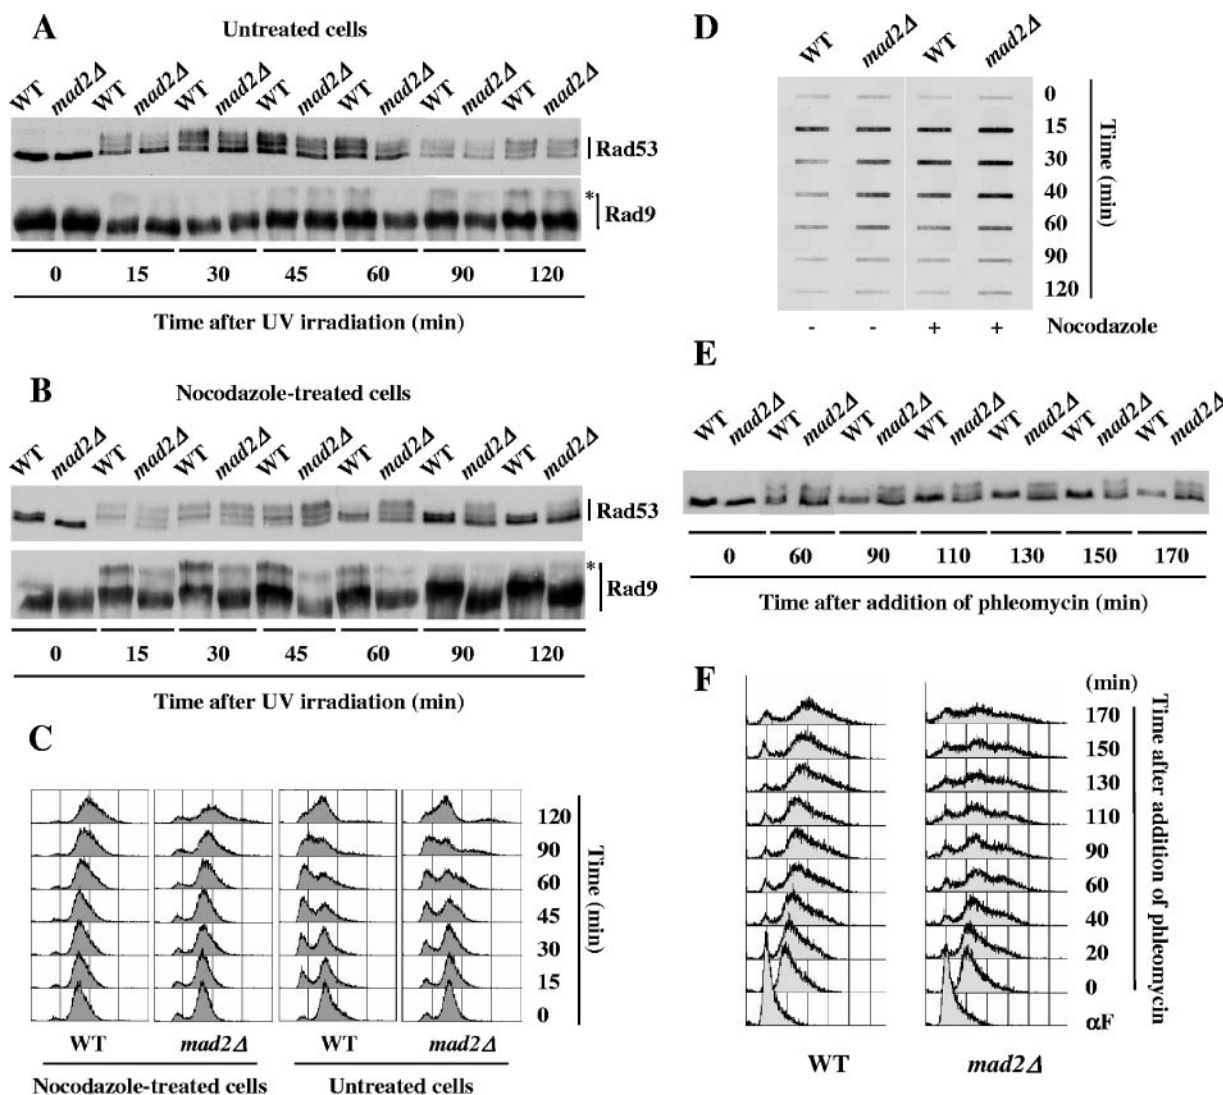 A
Untreated cells
WT mad2Δ WT mad2Δ WT mad2Δ WT mad2Δ WT mad2Δ WT mad2Δ WT mad2Δ
Rad53
*
Rad9
0 15 30 45 60 90 120
Time after UV irradiation (min)
B
Nocodazole-treated cells
WT mad2Δ WT mad2Δ WT mad2Δ WT mad2Δ WT mad2Δ WT mad2Δ WT mad2Δ
Rad53
*
Rad9
0 15 30 45 60 90 120
Time after UV irradiation (min)
C
120
90
60
45
30
15
0
Time (min)
WT mad2Δ WT mad2Δ
Nocodazole-treated cells Untreated cells
D
WT mad2Δ WT mad2Δ
0
15
30
40
60
90
120
Time (min)
- - + + Nocodazole
E
WT mad2Δ WT mad2Δ WT mad2Δ WT mad2Δ WT mad2Δ WT mad2Δ WT mad2Δ
Rad53
0 60 90 110 130 150 170
Time after addition of phleomycin (min)
F
(min)
170
150
130
110
90
60
40
20
0
αF
Time after addition of phleomycin
WT mad2Δ